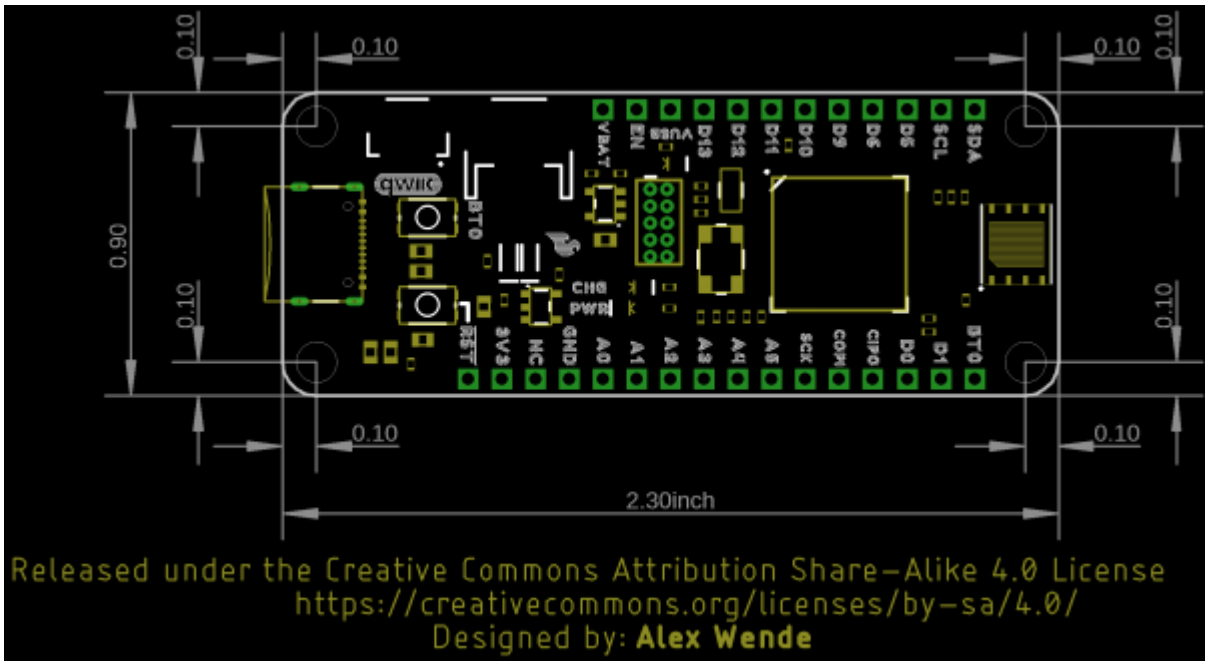 0.10
0.10
0.10
0.10
VBAT EN VUSB D13 D12 D11 D10 D9 D6 D5 SCL SDA
qwiic
BT0
0.90
CHG
PWR
0.10
0.10
RST 3V3 NC GND A0 A1 A2 A3 A4 A5 SCK COPI CIPO D0 D1 BT0
0.10
0.10
2.30inch
Released under the Creative Commons Attribution Share-Alike 4.0 License
https://creativecommons.org/licenses/by-sa/4.0/
Designed by: Alex Wende